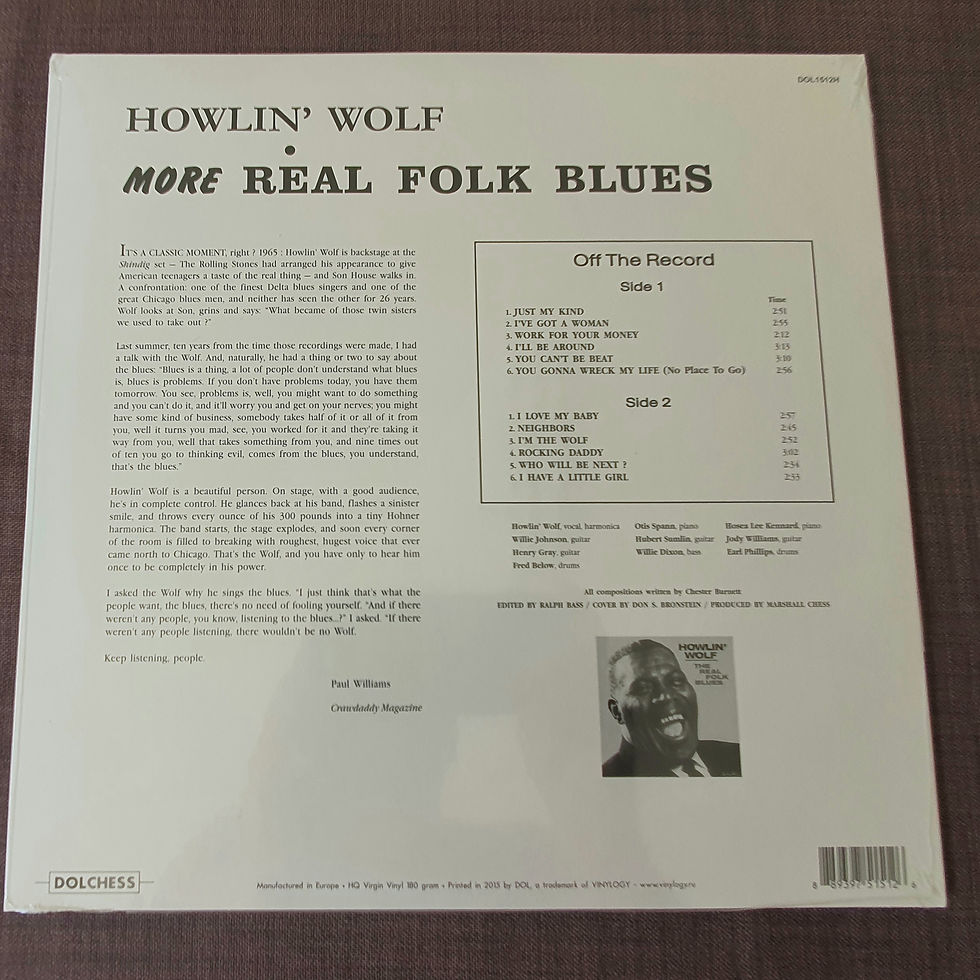 DOL1512H
HOWLIN' WOLF
•
MORE REAL FOLK BLUES
IT'S A CLASSIC MOMENT, right ? 1965 : Howlin' Wolf is backstage at the
Shindig set — The Rolling Stones had arranged his appearance to give
American teenagers a taste of the real thing — and Son House walks in.
A confrontation: one of the finest Delta blues singers and one of the
great Chicago blues men, and neither has seen the other for 26 years.
Wolf looks at Son, grins and says: "What became of those twin sisters
we used to take out ?"
Last summer, ten years from the time those recordings were made, I had
a talk with the Wolf. And, naturally, he had a thing or two to say about
the blues: "Blues is a thing, a lot of people don't understand what blues
is, blues is problems. If you don't have problems today, you have them
tomorrow. You see, problems is, well, you might want to do something
and you can't do it, and it'll worry you and get on your nerves; you might
have some kind of business, somebody takes half of it or all of it from
you, well it turns you mad, see, you worked for it and they're taking it
way from you, well that takes something from you, and nine times out
of ten you go to thinking evil, comes from the blues, you understand,
that's the blues."
Howlin' Wolf is a beautiful person. On stage, with a good audience,
he's in complete control. He glances back at his band, flashes a sinister
smile, and throws every ounce of his 300 pounds into a tiny Hohner
harmonica. The band starts, the stage explodes, and soon every corner
of the room is filled to breaking with roughest, hugest voice that ever
came north to Chicago. That's the Wolf, and you have only to hear him
once to be completely in his power.
I asked the Wolf why he sings the blues. "I just think that's what the
people want, the blues, there's no need of fooling yourself. "And if there
weren't any people, you know, listening to the blues...?" I asked. "If there
weren't any people listening, there wouldn't be no Wolf.
Keep listening, people.
Paul Williams
Crawdaddy Magazine
Off The Record
Side 1
Time
1. JUST MY KIND 2:51
2. I'VE GOT A WOMAN 2:55
3. WORK FOR YOUR MONEY 2:12
4. I'LL BE AROUND 3:13
5. YOU CAN'T BE BEAT 3:10
6. YOU GONNA WRECK MY LIFE (No Place To Go) 2:56
Side 2
1. I LOVE MY BABY 2:57
2. NEIGHBORS 2:45
3. I'M THE WOLF 2:52
4. ROCKING DADDY 3:02
5. WHO WILL BE NEXT ? 2:34
6. I HAVE A LITTLE GIRL 2:33
Howlin' Wolf, vocal, harmonica Otis Spann, piano Hosea Lee Kennard, piano
Willie Johnson, guitar Hubert Sumlin, guitar Jody Williams, guitar
Henry Gray, guitar Willie Dixon, bass Earl Phillips, drums
Fred Below, drums
All compositions written by Chester Burnett
EDITED BY RALPH BASS / COVER BY DON S. BRONSTEIN / PRODUCED BY MARSHALL CHESS
HOWLIN'
WOLF
THE
REAL
FOLK
BLUES
DOLCHESS
Manufactured in Europe • HQ Virgin Vinyl 180 gram • Printed in 2015 by DOL, a trademark of VINYLOGY - www.vinylogy.ru
8 89397 51512 6